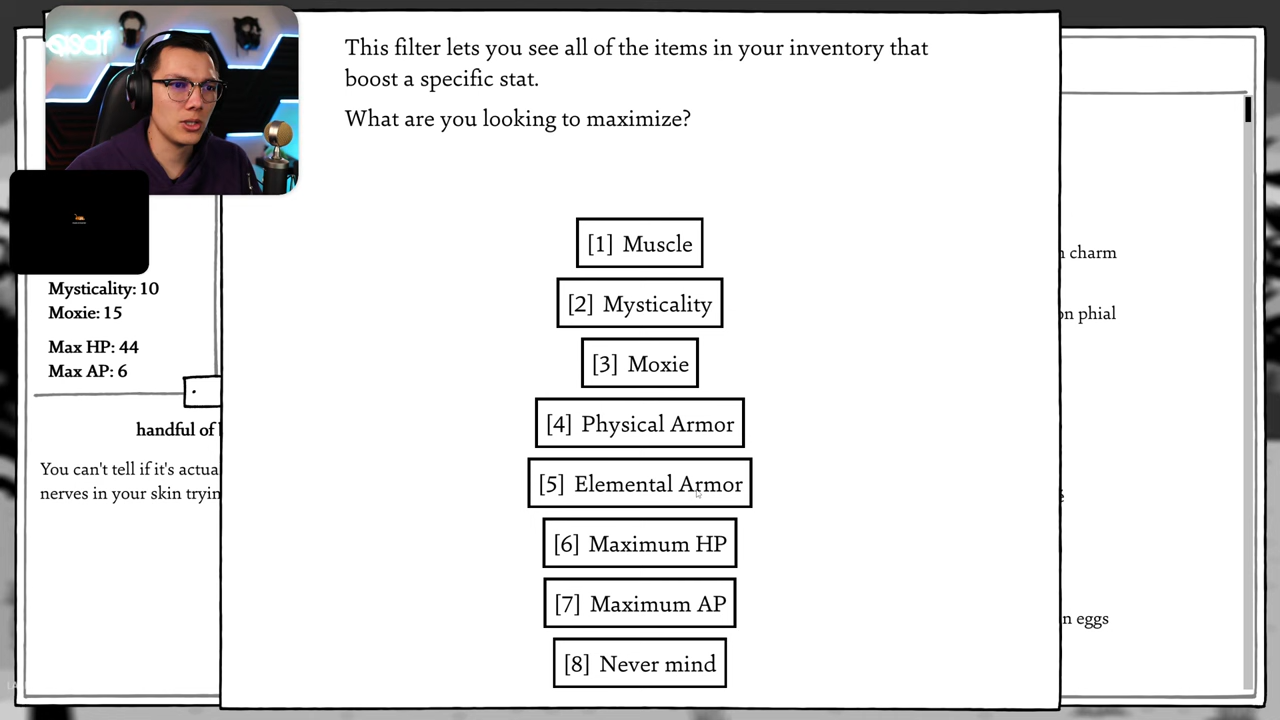 This filter lets you see all of the items in your inventory that
boost a specific stat.
What are you looking to maximize?
[1] Muscle
[2] Mysticality
[3] Moxie
[4] Physical Armor
[5] Elemental Armor
[6] Maximum HP
[7] Maximum AP
[8] Never mind
Mysticality: 10
Moxie: 15
Max HP: 44
Max AP: 6
handful of
You can't tell if it's actua
nerves in your skin tryin
charm
phial
eggs